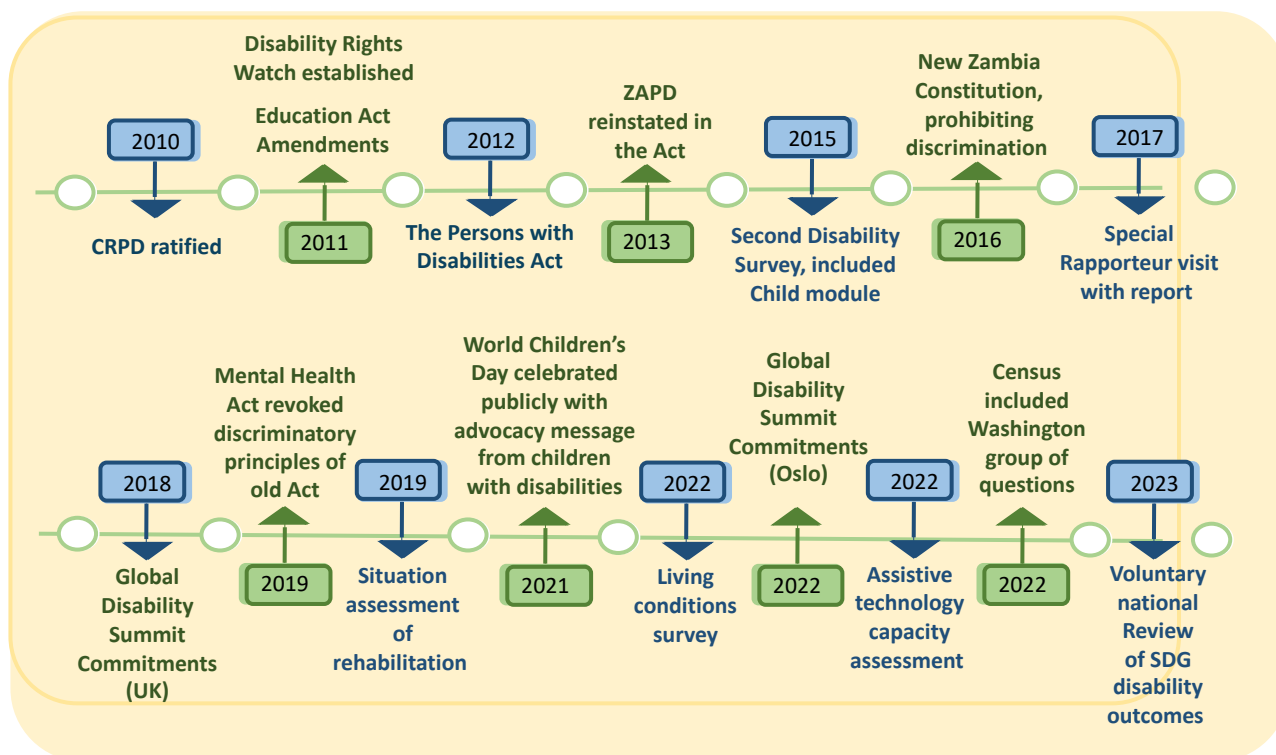 2010
CRPD ratified
Disability Rights
Watch established
Education Act
Amendments
2011
2012
The Persons with
Disabilities Act
ZAPD
reinstated in
the Act
2013
2015
Second Disability
Survey, included
Child module
New Zambia
Constitution,
prohibiting
discrimination
2016
2017
Special
Rapporteur visit
with report
2018
Global
Disability
Summit
Commitments
(UK)
Mental Health
Act revoked
discriminatory
principles of
old Act
2019
2019
Situation
assessment
of
rehabilitation
World Children’s
Day celebrated
publicly with
advocacy message
from children
with disabilities
2021
2022
Living
conditions
survey
Global
Disability
Summit
Commitments
(Oslo)
2022
2022
Assistive
technology
capacity
assessment
Census
included
Washington
group of
questions
2022
2023
Voluntary
national
Review
of SDG
disability
outcomes